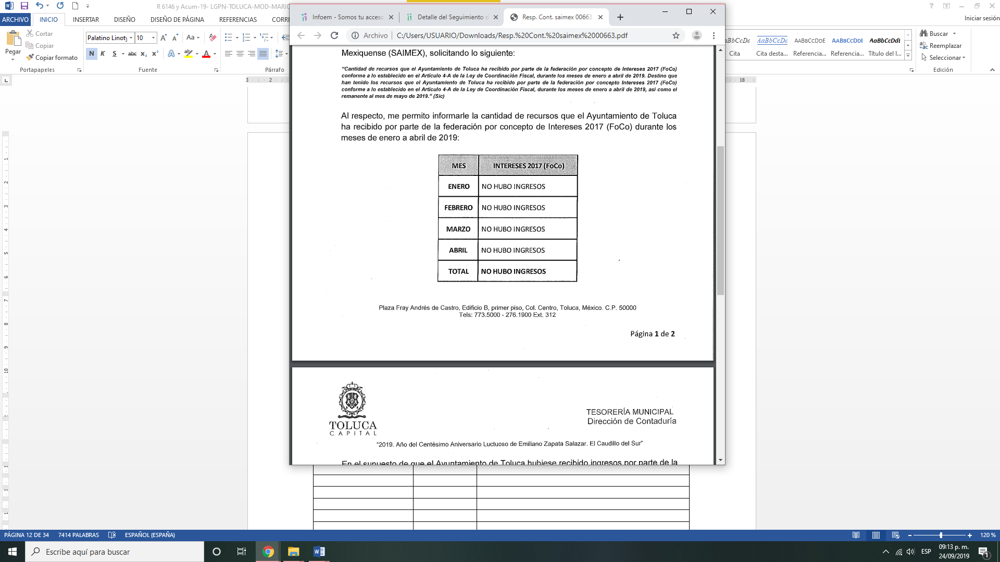 R 6146 y Acum-19- LGPN-TOLUCA-MOD-MARIC
Iniciar sesión
ARCHIVO INICIO INSERTAR DISEÑO DISEÑO DE PÁGINA REFERENCIAS CORRE
Cortar
Copiar
Copiar formato
Pegar
Portapapeles
Palatino Linoty 10
N K S abc x₂ x²
Aa
Fuente
Párrafo
Infoem - Somos tu acceso
Detalle del Seguimiento d
Resp. Cont. saimex 00663
Archivo C:/Users/USUARIO/Downloads/Resp.%20Cont.%20saimex%2000663.pdf
Cita
AaBbCcDc
Cita desta...
AABBCCDDE
Referencia...
AABBCCDDE
Referencia...
AaBbCcDdE
Título del l...
Buscar
Reemplazar
Seleccionar
Edición
3 2
18
Mexiquense (SAIMEX), solicitando lo siguiente:
"Cantidad de recursos que el Ayuntamiento de Toluca ha recibido por parte de la federación por concepto de Intereses 2017 (FoCo)
conforme a lo establecido en el Artículo 4-A de la Ley de Coordinación Fiscal, durante los meses de enero a abril de 2019. Destino que
han tenido los recursos que el Ayuntamiento de Toluca ha recibido por parte de la federación por concepto Intereses 2017 (FoCo)
conforme a lo establecido en el Artículo 4-A de la Ley de Coordinación Fiscal, durante los meses de enero a abril de 2019, así como el
remanente al mes de mayo de 2019." (Sic)
Al respecto, me permito informarle la cantidad de recursos que el Ayuntamiento de Toluca
ha recibido por parte de la federación por concepto de Intereses 2017 (FoCo) durante los
meses de enero a abril de 2019:
MES INTERESES 2017 (FoCo)
ENERO NO HUBO INGRESOS
FEBRERO NO HUBO INGRESOS
MARZO NO HUBO INGRESOS
ABRIL NO HUBO INGRESOS
TOTAL NO HUBO INGRESOS
Plaza Fray Andrés de Castro, Edificio B, primer piso, Col. Centro, Toluca, México. C.P. 50000
Tels: 773.5000 - 276.1900 Ext. 312
Página 1 de 2
TOLUCA
CAPITAL
TESORERÍA MUNICIPAL
Dirección de Contaduría
"2019. Año del Centésimo Aniversario Luctuoso de Emiliano Zapata Salazar. El Caudillo del Sur"
En el supuesto de que el Ayuntamiento de Toluca hubiese recibido ingresos por parte de la
PÁGINA 12 DE 34 7414 PALABRAS ESPAÑOL (ESPAÑA)
120 %
Escribe aquí para buscar
ESP
09:13 p. m.
24/09/2019
1